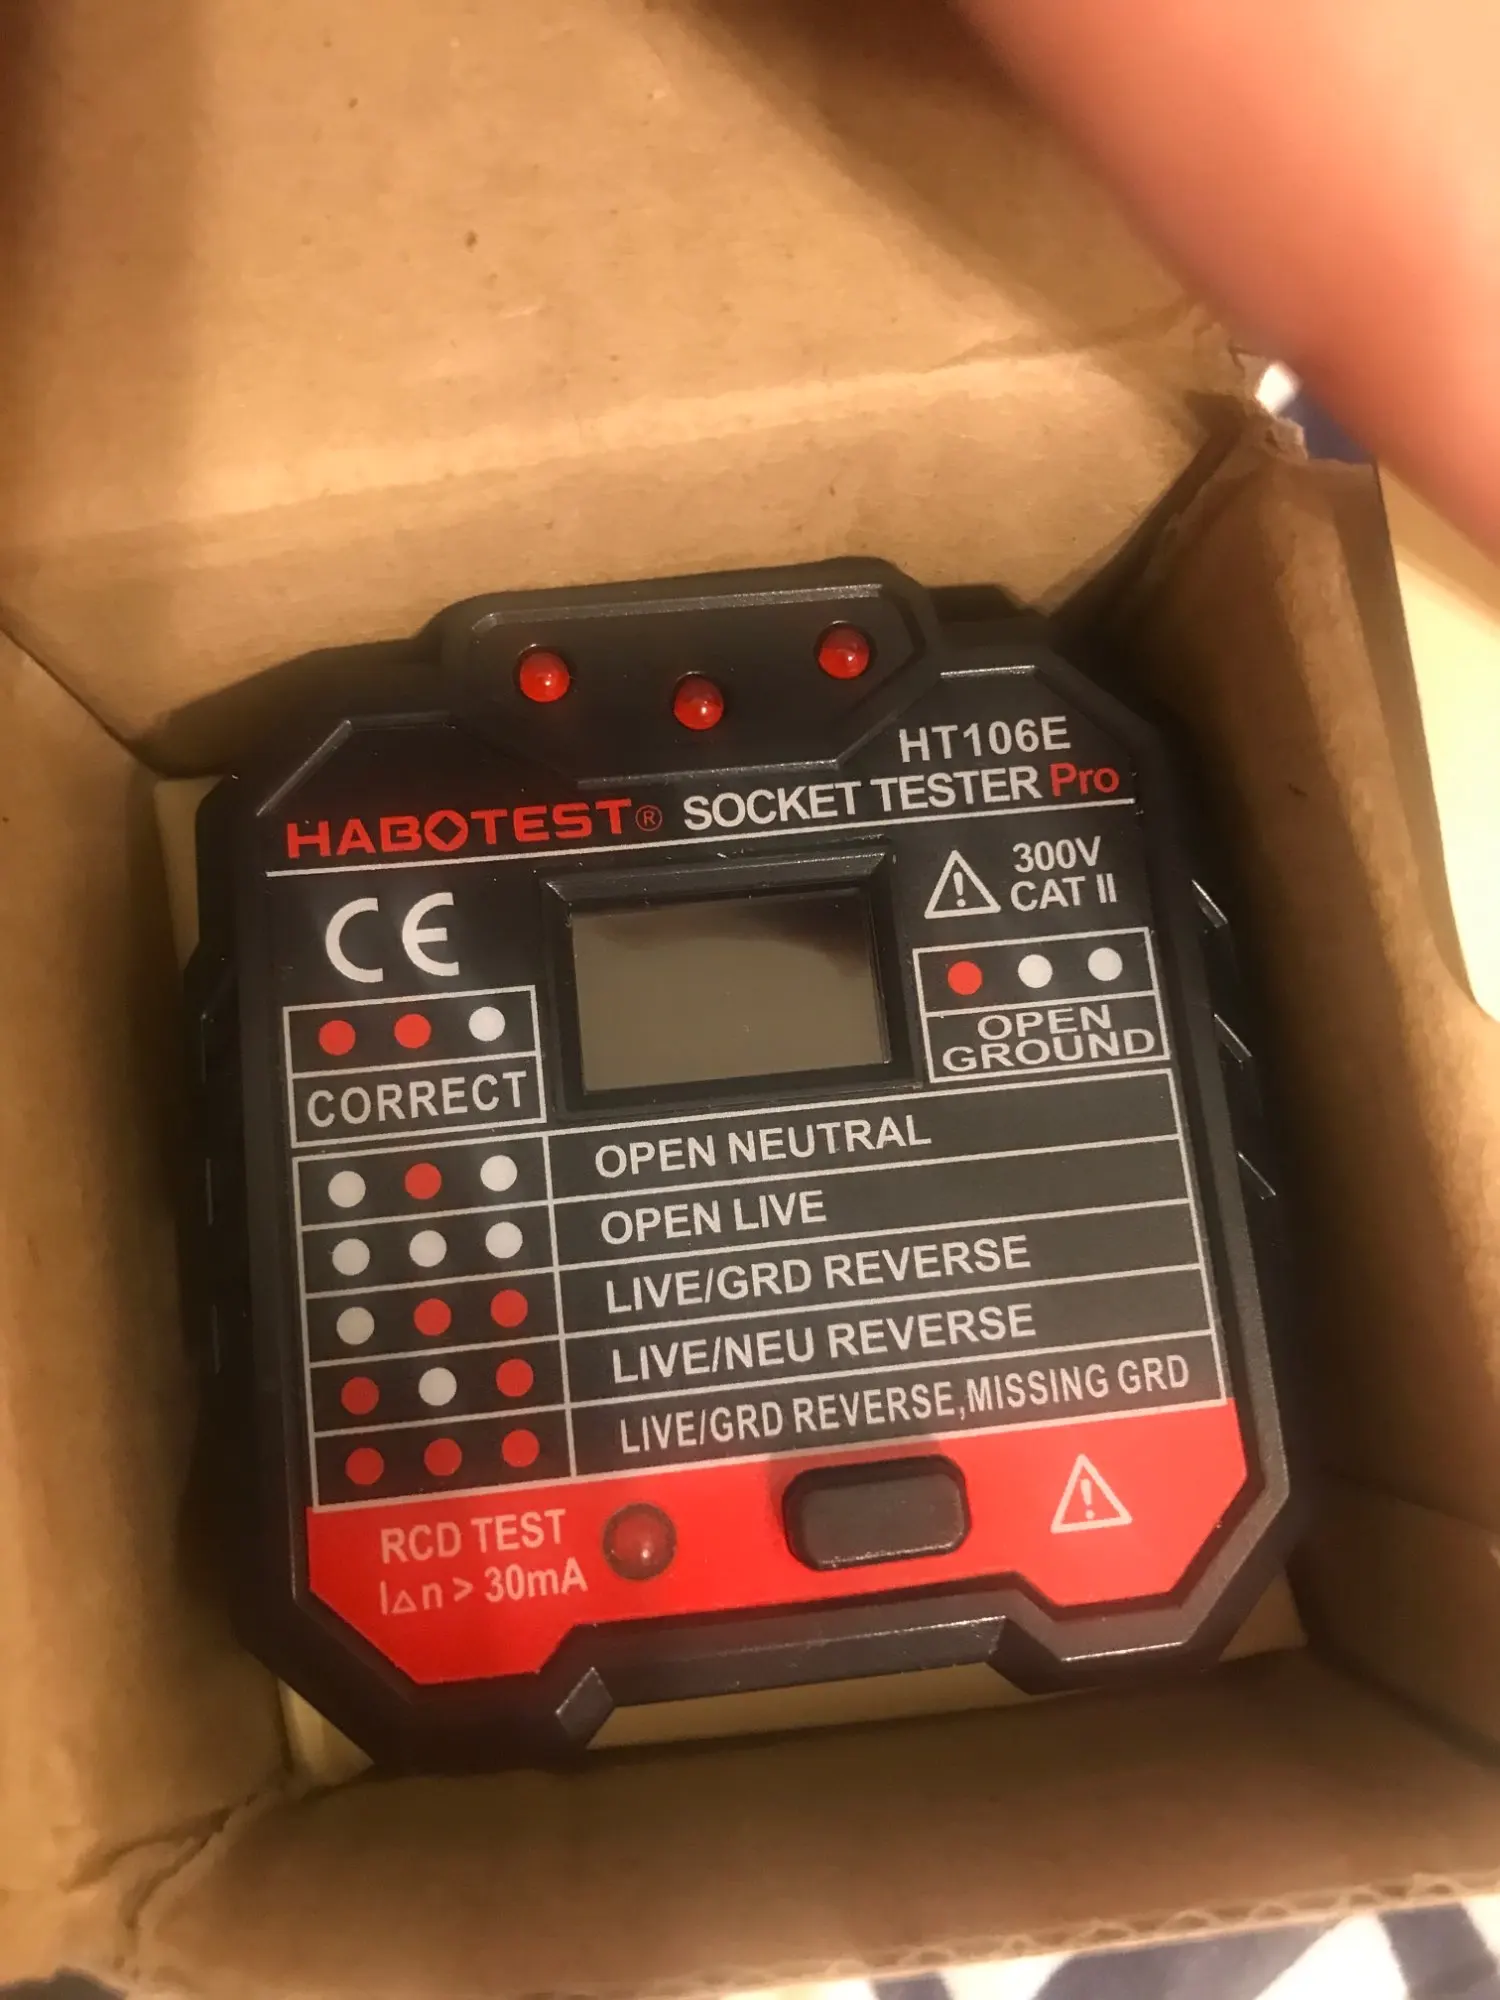 HT106E
HABOTEST® SOCKET TESTER Pro
CE
300V
CAT II
CORRECT
OPEN
GROUND
OPEN NEUTRAL
OPEN LIVE
LIVE/GRD REVERSE
LIVE/NEU REVERSE
LIVE/GRD REVERSE,MISSING GRD
RCD TEST
I△n > 30mA